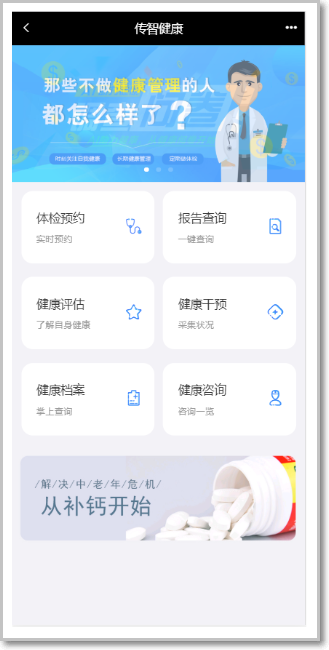 传智健康
那些不做健康管理的人
都怎么样了？
时刻关注自我健康 长期健康管理 定期做体检
体检预约
实时预约
报告查询
一键查询
健康评估
了解自身健康
健康干预
采集状况
健康档案
掌上查询
健康咨询
咨询一览
/解/决/中/老/年/危/机/
从补钙开始